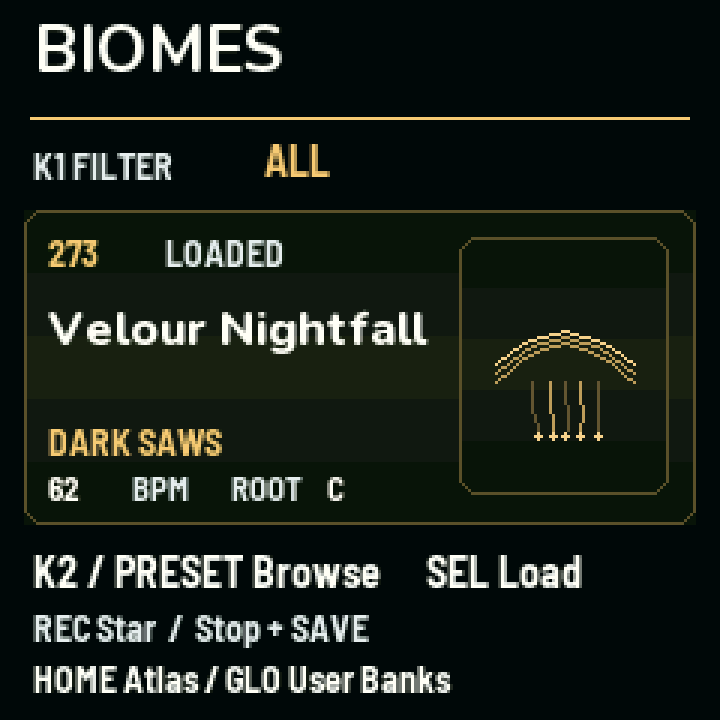 BIOMES
K1 FILTER ALL
273 LOADED
Velour Nightfall
DARK SAWS
62 BPM ROOT C
K2 / PRESET Browse SEL Load
REC Star / Stop + SAVE
HOME Atlas / GLO User Banks